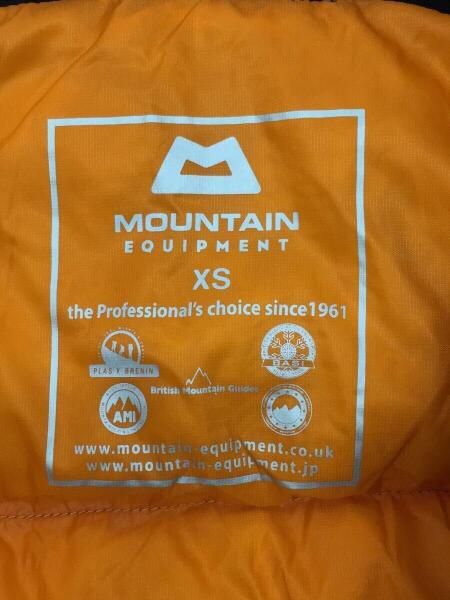 MOUNTAIN
EQUIPMENT
XS
the Professional's choice since1961
PLAS Y BRENIN
BASI
British Mountain Guides
AMI
www.mountain-equipment.co.uk
www.mountain-equipment.jp